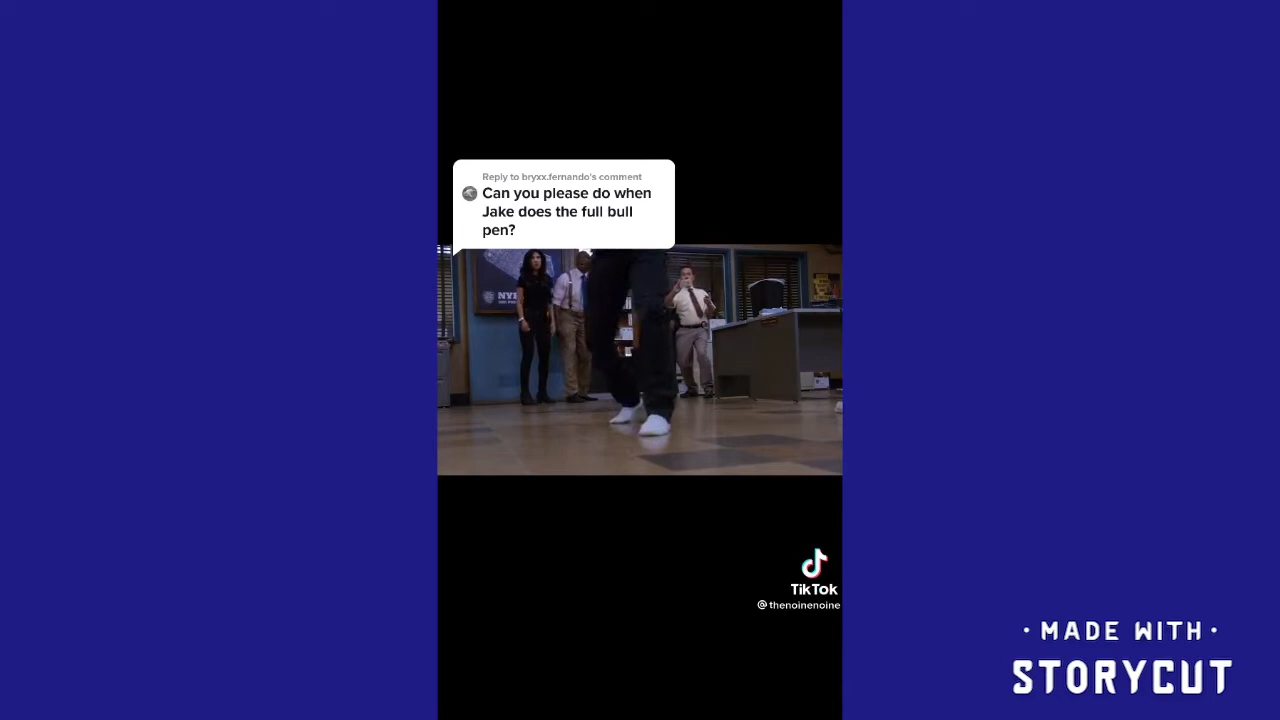 Reply to bryxx.fernando's comment
Can you please do when
Jake does the full bull
pen?
TikTok
@thenoinenoine
· MADE WITH ·
STORYCUT